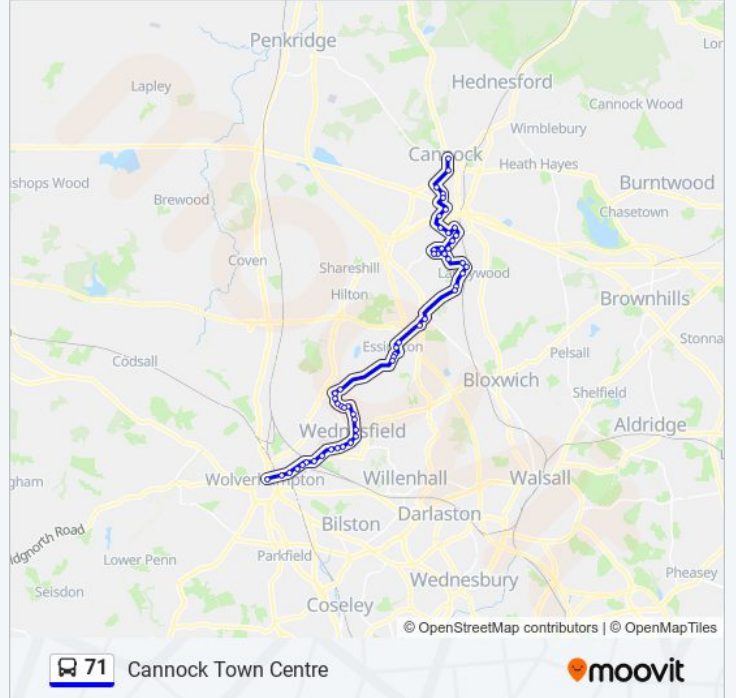 Penkridge
Lor
Hednesford
Lapley
Cannock Wood
Wimblebury
Cannock
Heath Hayes
shops Wood
Burntwood
Brewood
Chasetown
Coven
Shareshill
Landywood
Hilton
Brownhills
Stonna
Essington
Pelsall
Codsall
Bloxwich
Shelfield
Aldridge
Wednesfield
gham
Wolverhampton
Willenhall
Walsall
Darlaston
Bilston
idgnorth Road
Lower Penn
Parkfield
Pheasey
Wednesbury
Seisdon
Coseley
© OpenStreetMap contributors | © OpenMapTiles
71 Cannock Town Centre
moovit